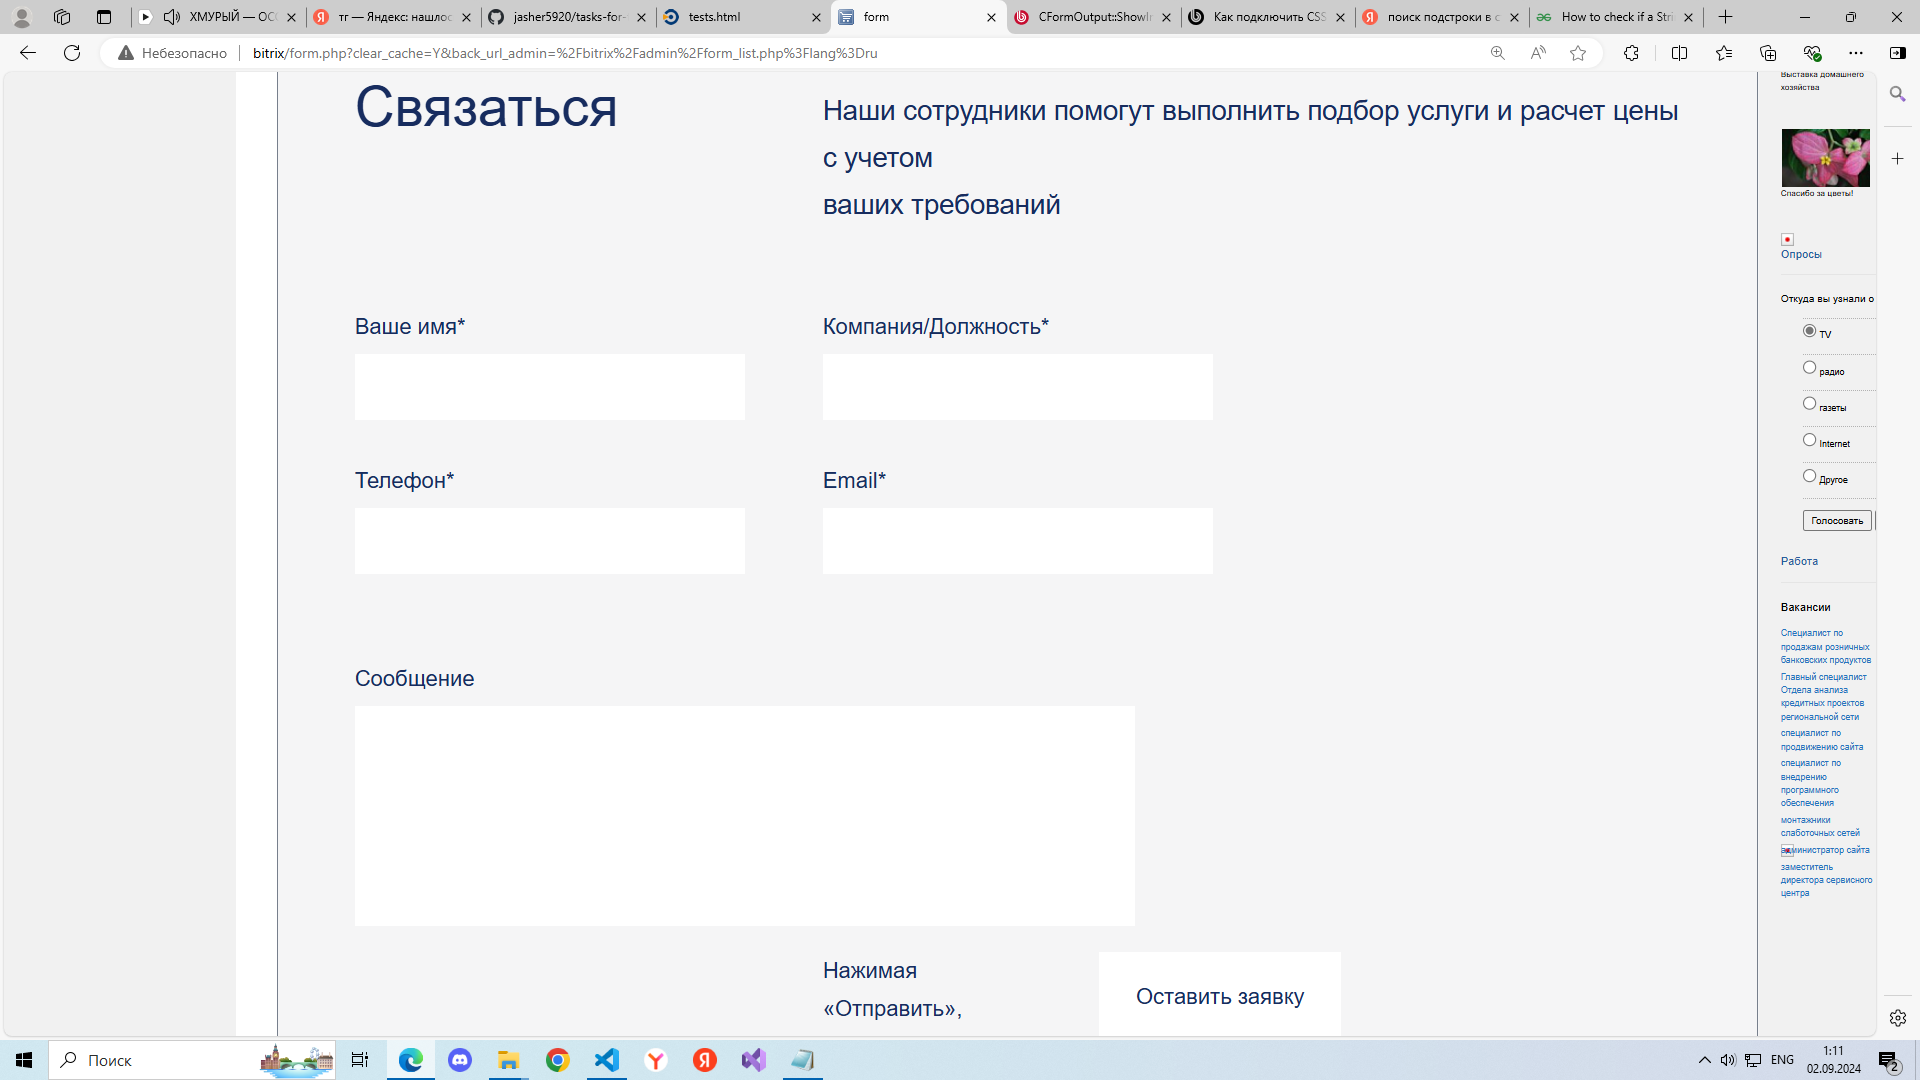 ХМУРЫЙ — ОС
тг — Яндекс: нашлос
jasher5920/tasks-for-
tests.html
form
CFormOutput::ShowIn
Как подключить CSS
поиск подстроки в с
How to check if a Stri
Небезопасно
bitrix/form.php?clear_cache=Y&back_url_admin=%2Fbitrix%2Fadmin%2Fform_list.php%3Flang%3Dru
Связаться
Наши сотрудники помогут выполнить подбор услуги и расчет цены
с учетом
ваших требований
Ваше имя*
Компания/Должность*
Телефон*
Email*
Сообщение
Нажимая
«Отправить»,
Оставить заявку
Выставка домашнего
хозяйства
Спасибо за цветы!
Опросы
Откуда вы узнали о
TV
радио
газеты
Internet
Другое
Голосовать
Работа
Вакансии
Специалист по
продажам розничных
банковских продуктов
Главный специалист
Отдела анализа
кредитных проектов
региональной сети
специалист по
продвижению сайта
специалист по
внедрению
программного
обеспечения
монтажники
слаботочных сетей
администратор сайта
заместитель
директора сервисного
центра
Поиск
ENG
1:11
02.09.2024
2